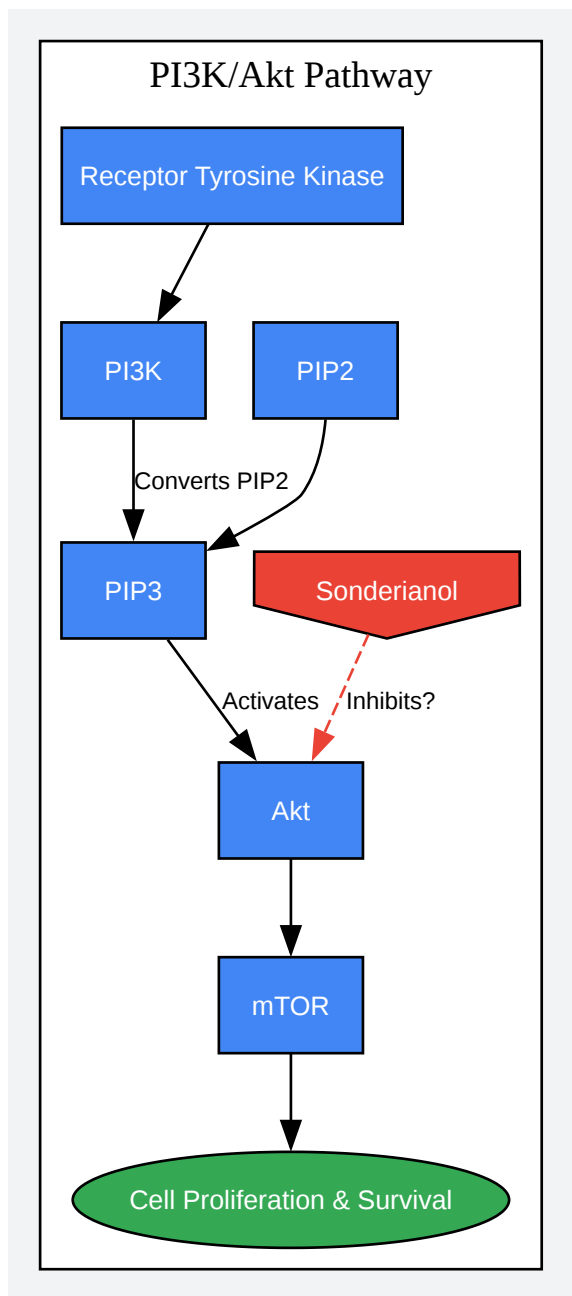 PI3K/Akt Pathway
Receptor Tyrosine Kinase
PI3K
PIP2
Converts PIP2
PIP3
Sonderianol
Activates
Inhibits?
Akt
mTOR
Cell Proliferation & Survival